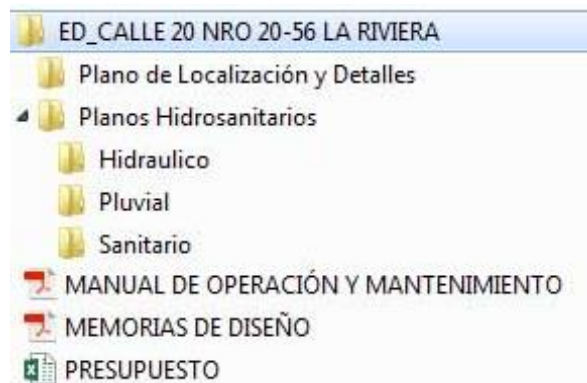 ED_CALLE 20 NRO 20-56 LA RIVIERA
Plano de Localización y Detalles
Planos Hidrosanitarios
Hidraulico
Pluvial
Sanitario
MANUAL DE OPERACIÓN Y MANTENIMIENTO
MEMORIAS DE DISEÑO
PRESUPUESTO